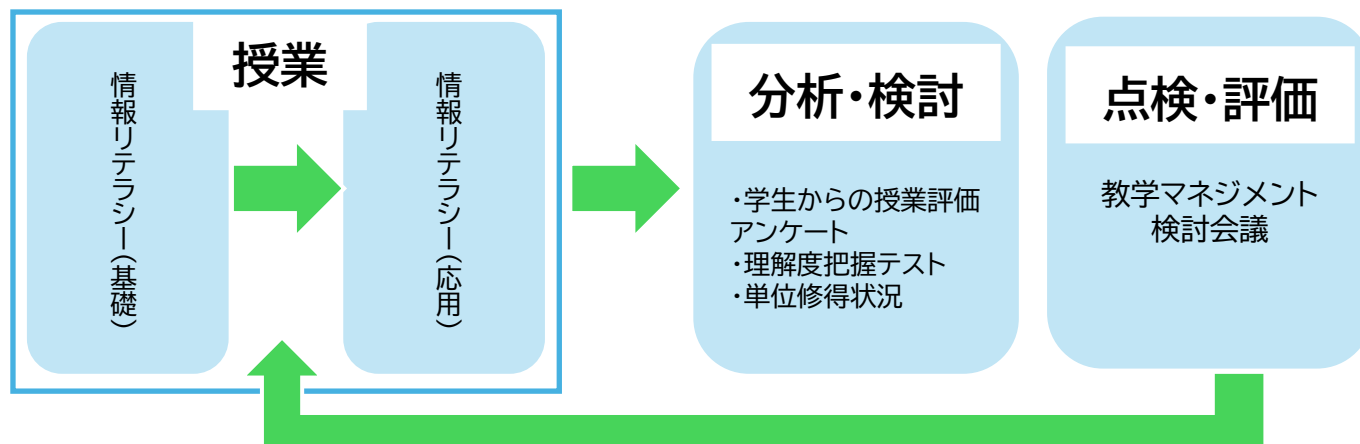 授業
情報リテラシー(基礎)
情報リテラシー(応用)
分析・検討
・学生からの授業評価
アンケート
・理解度把握テスト
・単位修得状況
点検・評価
教学マネジメント
検討会議